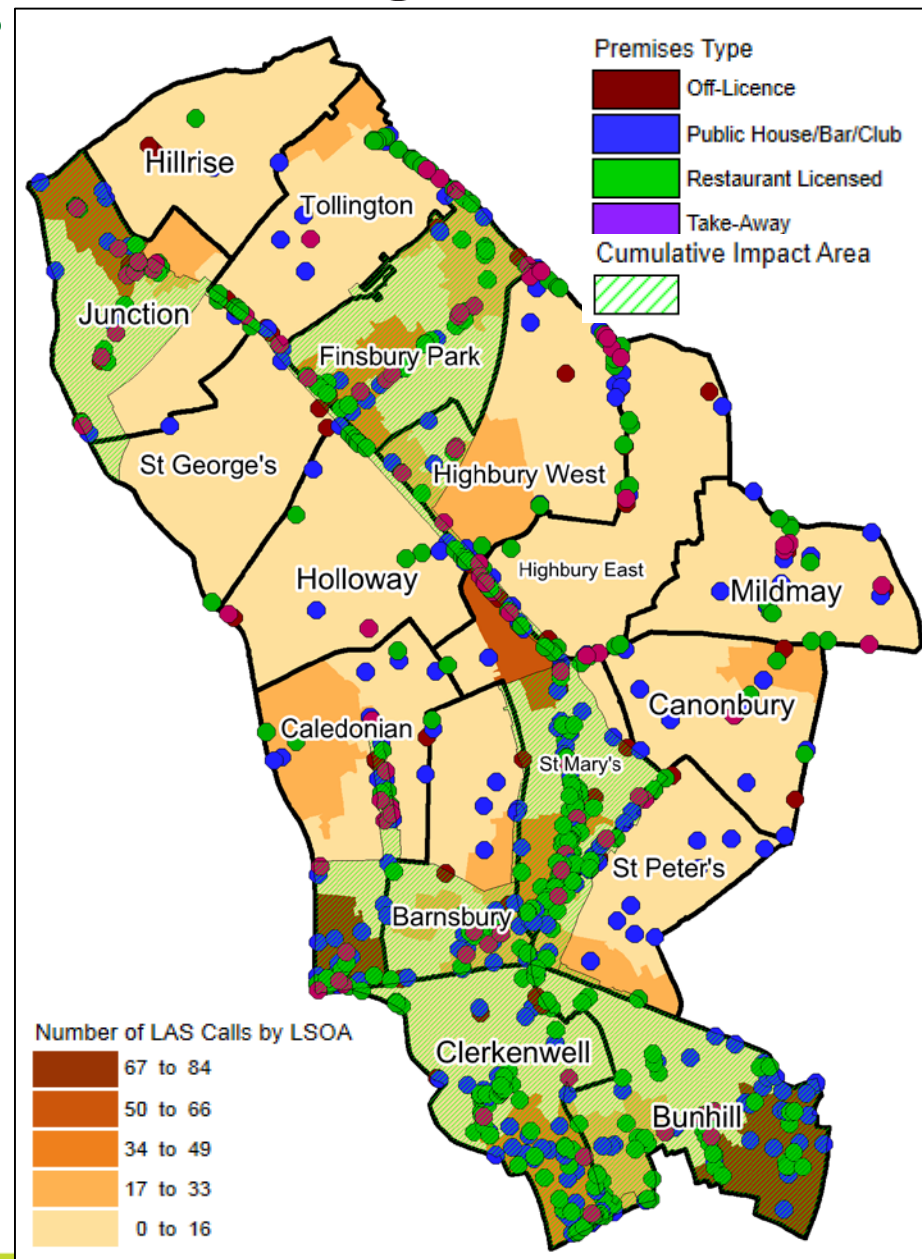 Premises Type
Off-Licence
Public House/Bar/Club
Restaurant Licensed
Take-Away
Cumulative Impact Area
Hillrise
Tollington
Junction
Finsbury Park
St George's
Highbury West
Highbury East
Holloway
Mildmay
Canonbury
Caledonian
St Mary's
St Peter's
Barnsbury
Clerkenwell
Bunhill
Number of LAS Calls by LSOA
67 to 84
50 to 66
34 to 49
17 to 33
0 to 16